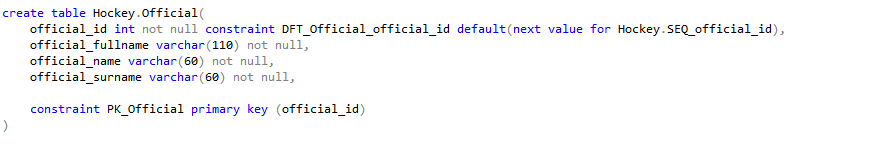 create table Hockey.Official(
    official_id int not null constraint DFT_Official_official_id default(next value for Hockey.SEQ_official_id),
    official_fullname varchar(110) not null,
    official_name varchar(60) not null,
    official_surname varchar(60) not null,
    constraint PK_Official primary key (official_id)
)